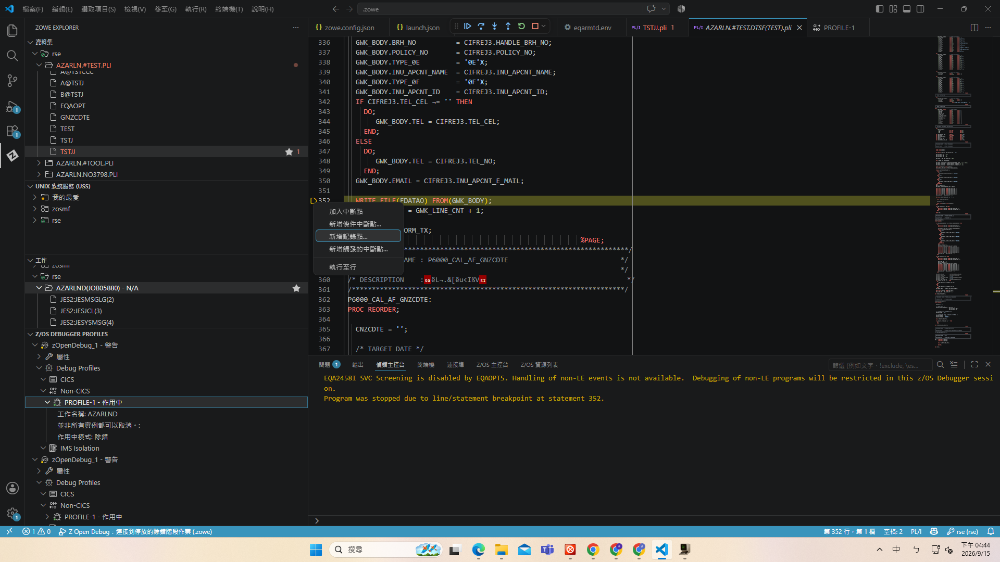 檔案(F) 編輯(E) 選取項目(S) 檢視(V) 移至(G) 執行(R) 終端機(T) 說明(H)
.zowe
ZOWE EXPLORER
資料集
rse
AZARLN.#TEST.PLI
A@TSTCCC
A@TSTJ
B@TSTJ
EQAOPT
GNZCDTE
TEST
TSTJ
TSTJJ 1
AZARLN.#TOOL.PLI
AZARLN.NO3798.PLI
UNIX 系統服務 (USS)
我的最愛
zosmf
rse
工作
zosmf
rse
AZARLND(JOB05880) - N/A
JES2:JESMSGLG(2)
JES2:JESJCL(3)
JES2:JESYSMSG(4)
Z/OS DEBUGGER PROFILES
zOpenDebug_1 - 警告
屬性
Debug Profiles
CICS
Non-CICS
PROFILE-1 - 作用中
工作名稱: AZARLND
並非所有實例都可以取消。:
作用中模式: 除錯
IMS Isolation
zOpenDebug_1 - 警告
屬性
Debug Profiles
CICS
Non-CICS
PROFILE-1 - 作用中
zowe.config.json launch.json eqarmtd.env TSTJJ.pli 1 AZARLN.#TEST.DTSF(TEST).pli PROFILE-1
336 GWK_BODY.BRH_NO = CIFREJ3.HANDLE_BRH_NO;
337 GWK_BODY.POLICY_NO = CIFREJ3.POLICY_NO;
338 GWK_BODY.TYPE_0E = '0E'X;
339 GWK_BODY.INU_APCNT_NAME = CIFREJ3.INU_APCNT_NAME;
340 GWK_BODY.TYPE_0F = '0F'X;
341 GWK_BODY.INU_APCNT_ID = CIFREJ3.INU_APCNT_ID;
342 IF CIFREJ3.TEL_CEL ¬= '' THEN
343 DO;
344 GWK_BODY.TEL = CIFREJ3.TEL_CEL;
345 END;
346 ELSE
347 DO;
348 GWK_BODY.TEL = CIFREJ3.TEL_NO;
349 END;
350 GWK_BODY.EMAIL = CIFREJ3.INU_APCNT_E_MAIL;
351
352 WRITE FILE(FDATAO) FROM(GWK_BODY);
= GWK_LINE_CNT + 1;
ORM_TX;
%PAGE;
*******************************************************/
AME : P6000_CAL_AF_GNZCDTE */
*/
360 /* DESCRIPTION :SOëL¬.&[êu<IßVSI */
361 /*******************************************************************/
362 P6000_CAL_AF_GNZCDTE:
363 PROC REORDER;
364
365 CNZCDTE = '';
366
367 /* TARGET DATE */
加入中斷點
新增條件中斷點...
新增記錄點...
新增觸發的中斷點...
執行至行
問題 1 輸出 偵錯主控台 終端機 連接埠 Z/OS 主控台 Z/OS 資源列表
篩選 (例如文字、!exclude, \es...
EQA2458I SVC Screening is disabled by EQAOPTS. Handling of non-LE events is not available. Debugging of non-LE programs will be restricted in this z/OS Debugger sessi
on.
Program was stopped due to line/statement breakpoint at statement 352.
1 0 Z Open Debug : 連接到停放的除錯階段作業 (.zowe)
第 352 行，第 1 欄 空格: 2 PL/I rse (rse)
搜尋
中 ㄅ 下午 04:44
2026/9/15